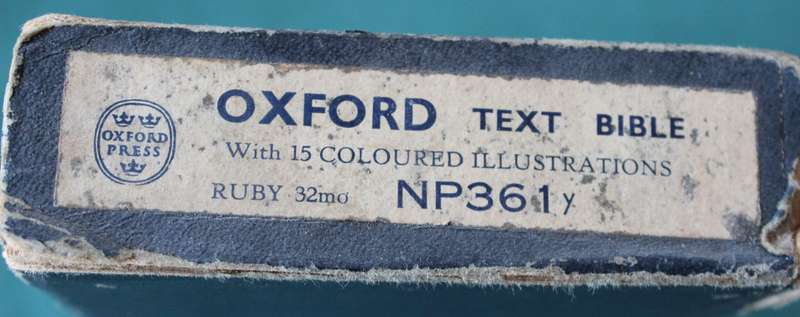 OXFORD
PRESS
OXFORD TEXT BIBLE
With 15 COLOURED ILLUSTRATIONS
RUBY 32mo NP361y